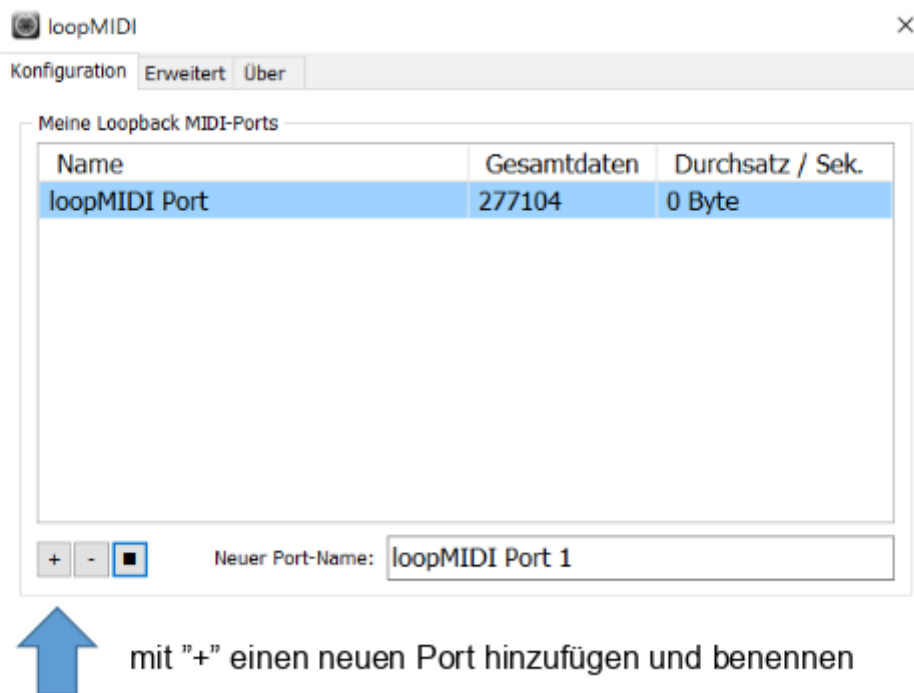 loopMIDI
Konfiguration Erweitert Über
Meine Loopback MIDI-Ports
Name Gesamtdaten Durchsatz / Sek.
loopMIDI Port 277104 0 Byte
+ - Neuer Port-Name: loopMIDI Port 1
mit "+" einen neuen Port hinzufügen und benennen